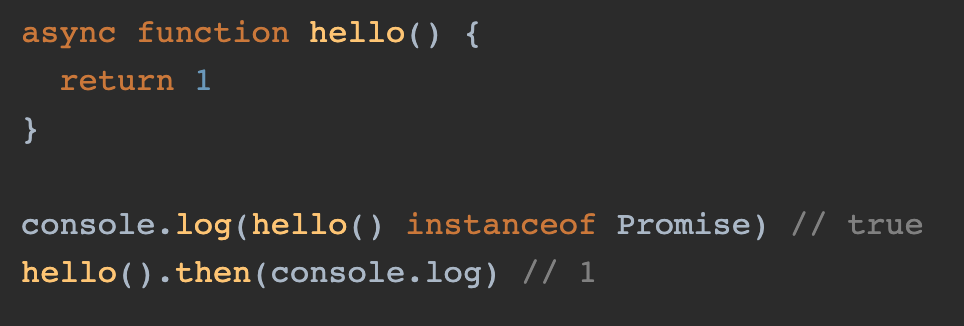 async function hello() {
  return 1
}

console.log(hello() instanceof Promise) // true
hello().then(console.log) // 1